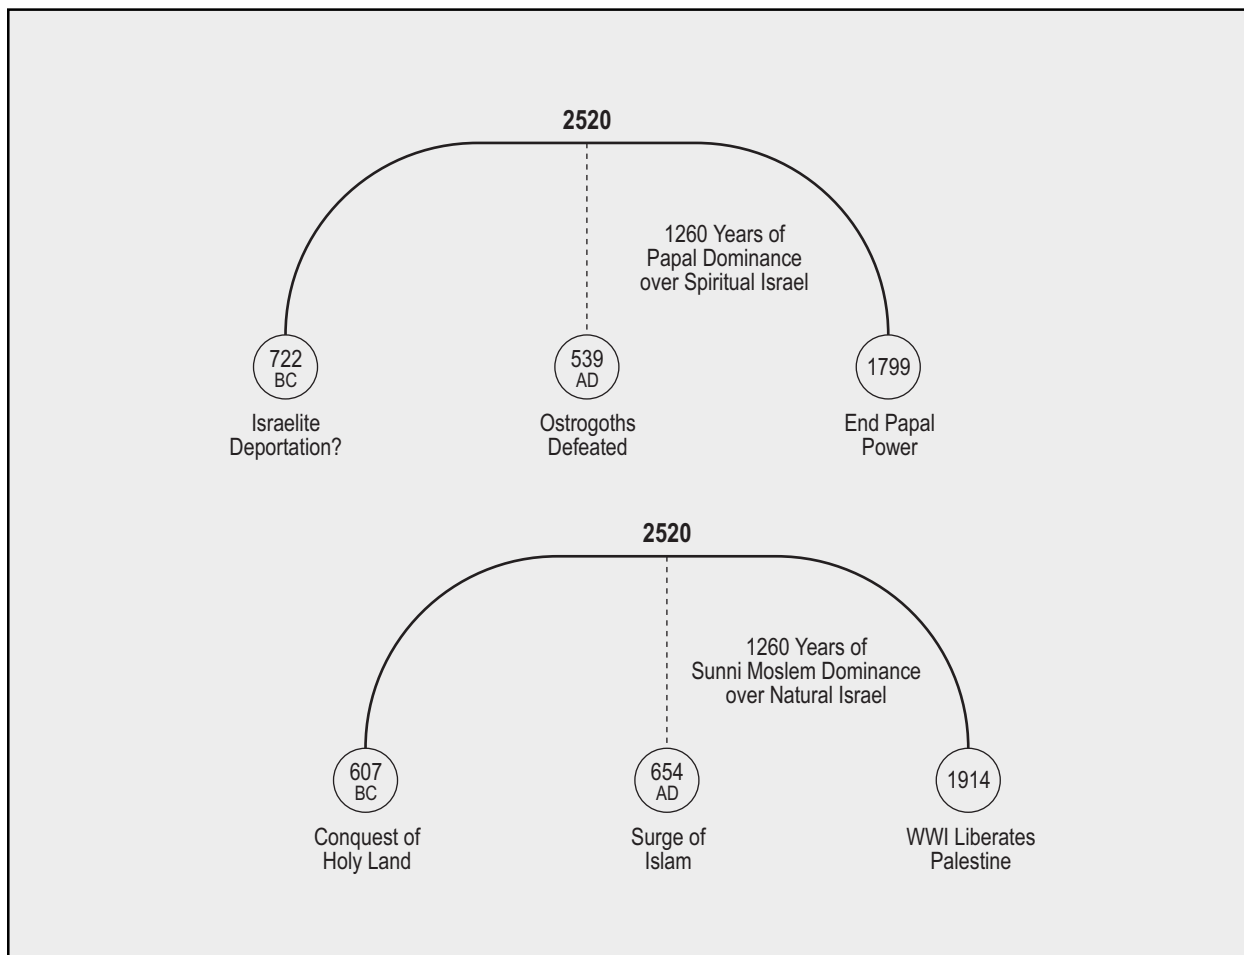 2520
1260 Years of
Papal Dominance
over Spiritual Israel
722
BC
539
AD
1799
Israelite
Deportation?
Ostrogoths
Defeated
End Papal
Power
2520
1260 Years of
Sunni Moslem Dominance
over Natural Israel
607
BC
654
AD
1914
Conquest of
Holy Land
Surge of
Islam
WWI Liberates
Palestine